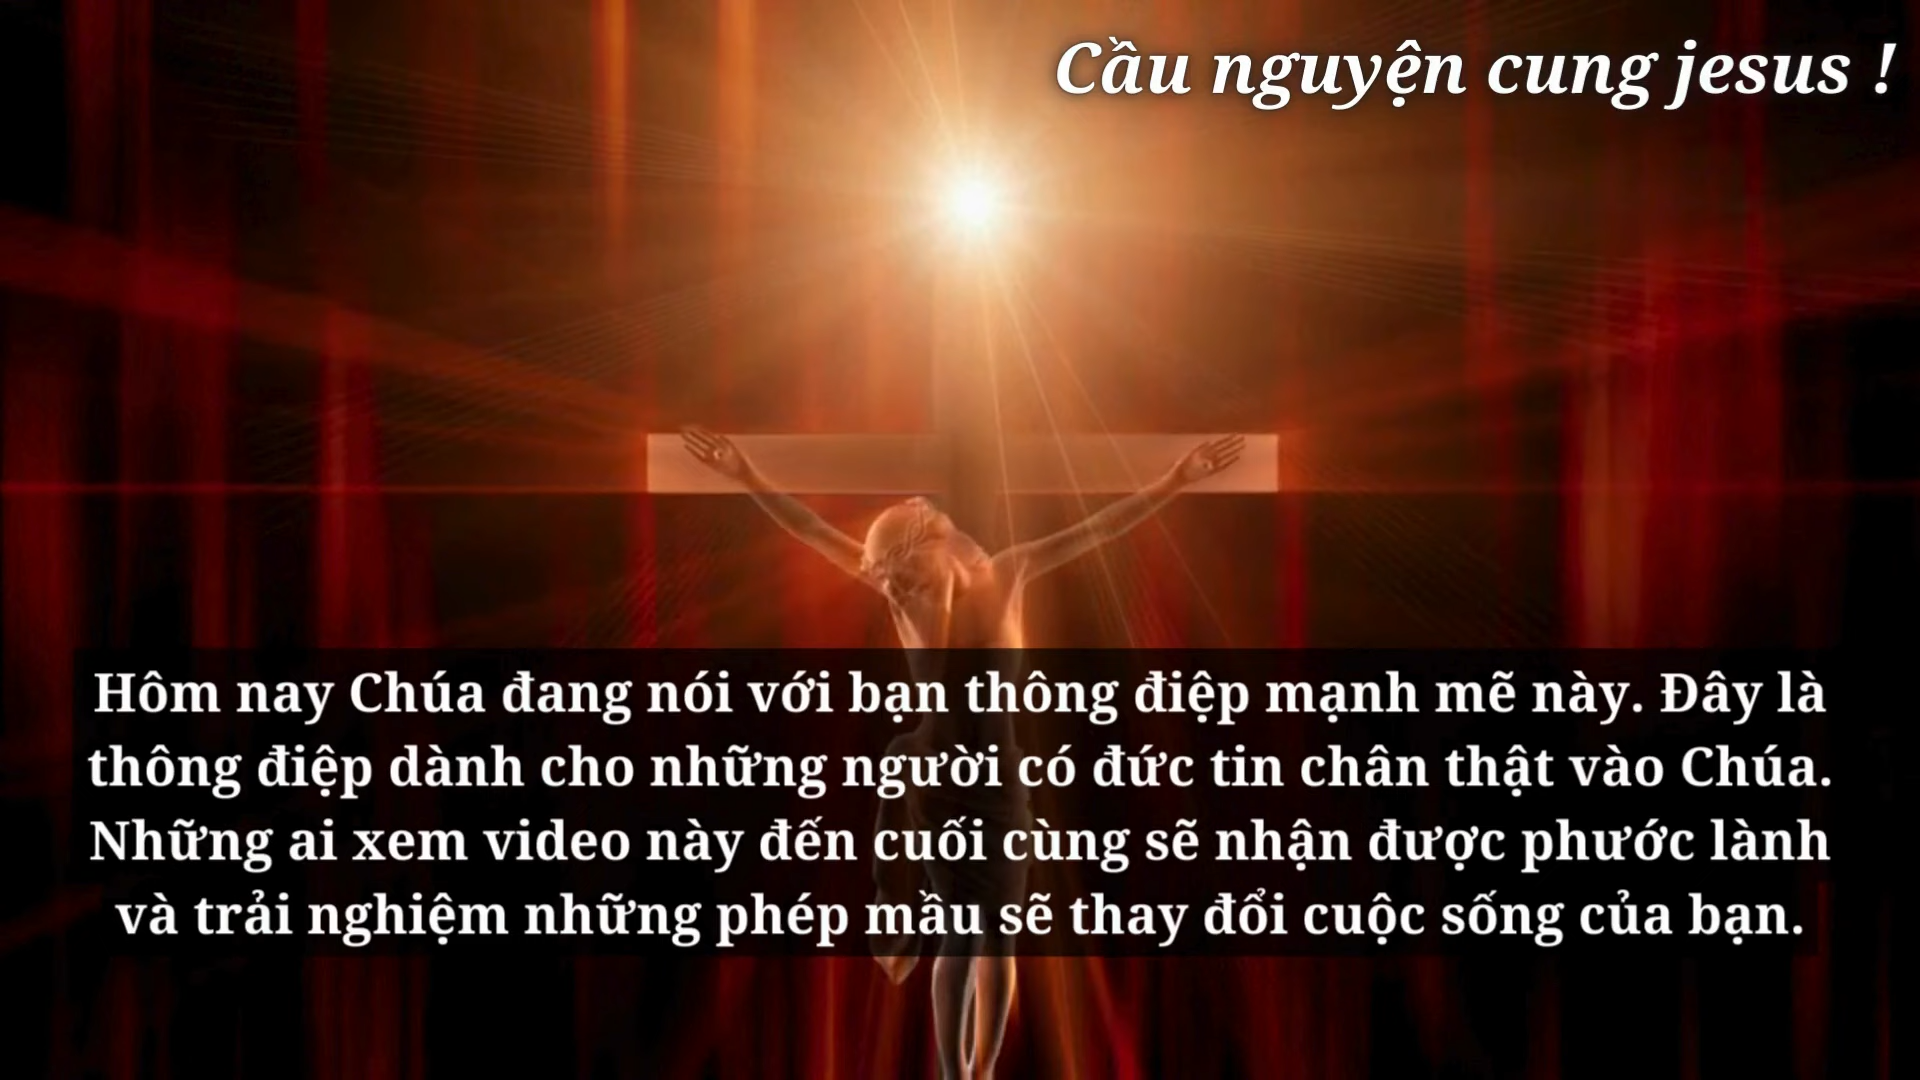 Cầu nguyện cung jesus !
Hôm nay Chúa đang nói với bạn thông điệp mạnh mẽ này. Đây là
thông điệp dành cho những người có đức tin chân thật vào Chúa.
Những ai xem video này đến cuối cùng sẽ nhận được phước lành
và trải nghiệm những phép mầu sẽ thay đổi cuộc sống của bạn.